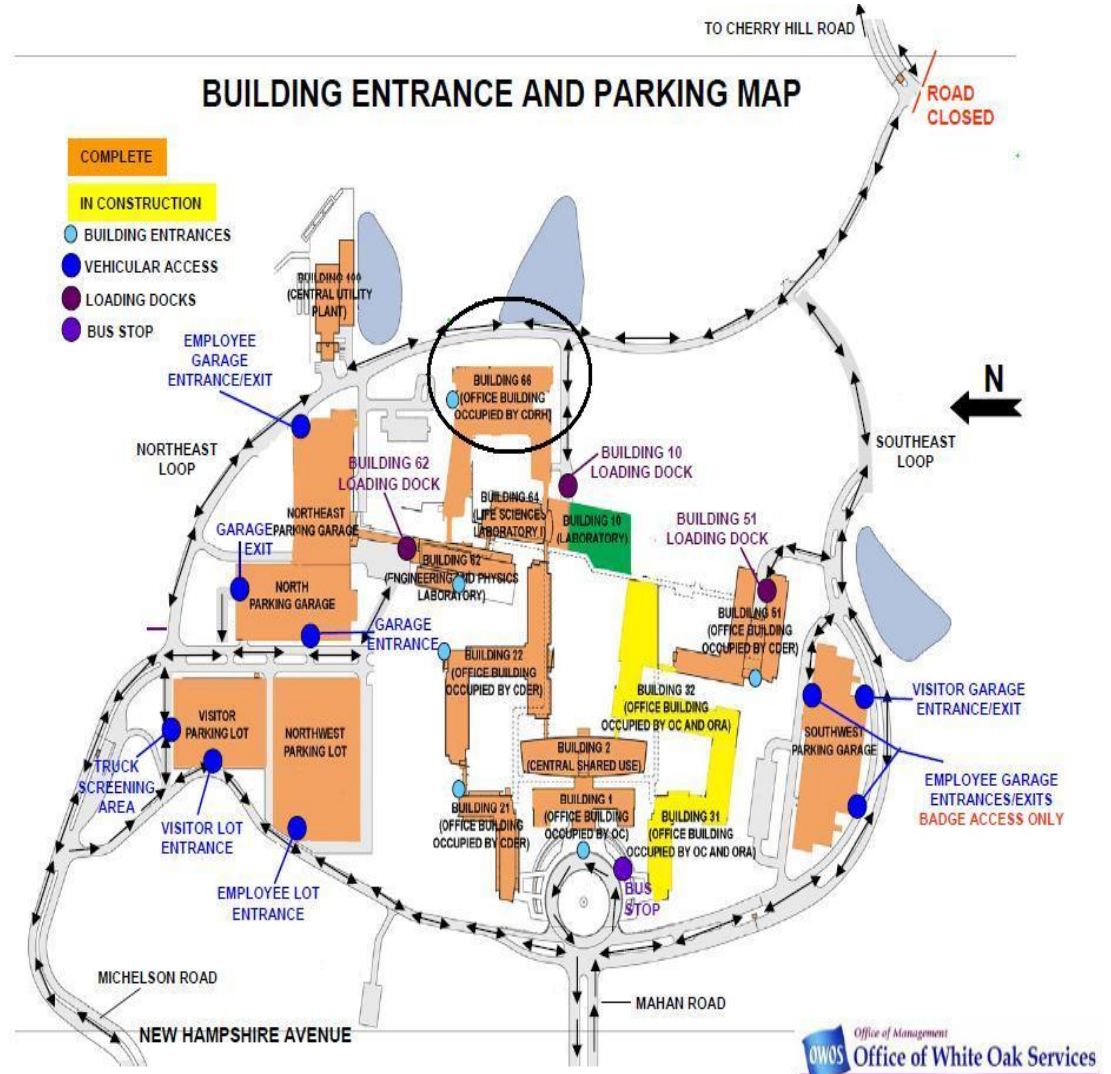 TO CHERRY HILL ROAD
BUILDING ENTRANCE AND PARKING MAP
ROAD
CLOSED
COMPLETE
IN CONSTRUCTION
BUILDING ENTRANCES
VEHICULAR ACCESS
LOADING DOCKS
BUS STOP
BUILDING 100
(CENTRAL UTILITY
PLANT)
EMPLOYEE
GARAGE
ENTRANCE/EXIT
BUILDING 66
(OFFICE BUILDING
OCCUPIED BY CDRH)
N
NORTHEAST
LOOP
SOUTHEAST
LOOP
BUILDING 62
LOADING DOCK
BUILDING 10
LOADING DOCK
BUILDING 64
(LIFE SCIENCES
LABORATORY I)
BUILDING 10
(LABORATORY)
BUILDING 51
LOADING DOCK
NORTHEAST
PARKING GARAGE
GARAGE
EXIT
BUILDING 62
(ENGINEERING AND PHYSICS
LABORATORY)
NORTH
PARKING GARAGE
GARAGE
ENTRANCE
BUILDILNG 51
(OFFICE BUILDING
OCCUPIED BY CDER)
BUILDING 22
(OFFICE BUILDING
OCCUPIED BY CDER)
BUILDING 32
(OFFICE BUILDING
OCCUPIED BY OC AND ORA)
VISITOR GARAGE
ENTRANCE/EXIT
VISITOR
PARKING LOT
NORTHWEST
PARKING LOT
SOUTHWEST
PARKING GARAGE
BUILDING 2
(CENTRAL SHARED USE)
TRUCK
SCREENING
AREA
EMPLOYEE GARAGE
ENTRANCES/EXITS
BADGE ACCESS ONLY
VISITOR LOT
ENTRANCE
BUILDING 21
(OFFICE BUILDING
OCCUPIED BY CDER)
BUILDING 1
(OFFICE BUILDING
OCCUPIED BY OC)
BUILDING 31
(OFFICE BUILDING
OCCUPIED BY OC AND ORA)
EMPLOYEE LOT
ENTRANCE
BUS
STOP
MICHELSON ROAD
MAHAN ROAD
NEW HAMPSHIRE AVENUE
OWOS
Office of Management
Office of White Oak Services